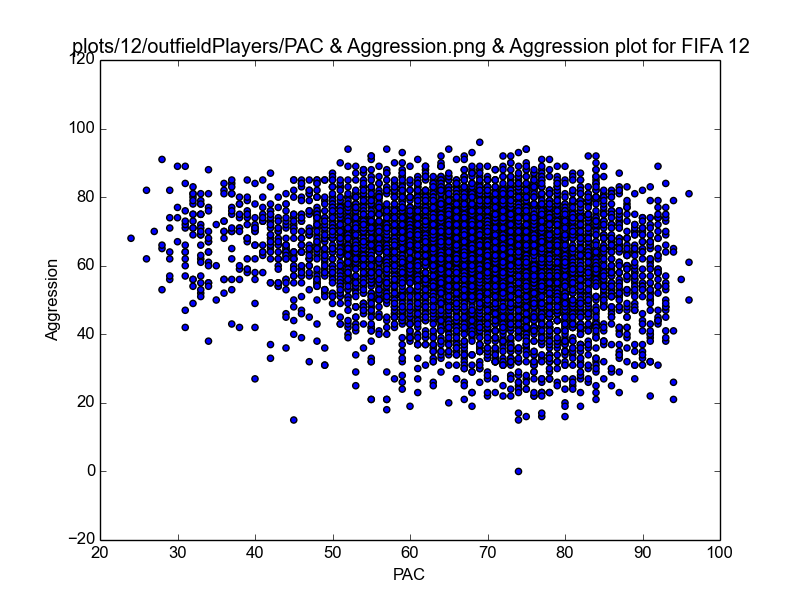 plots/12/outfieldPlayers/PAC & Aggression.png & Aggression plot for FIFA 12
120
100
80
60
40
20
0
−20
Aggression
20 30 40 50 60 70 80 90 100
PAC